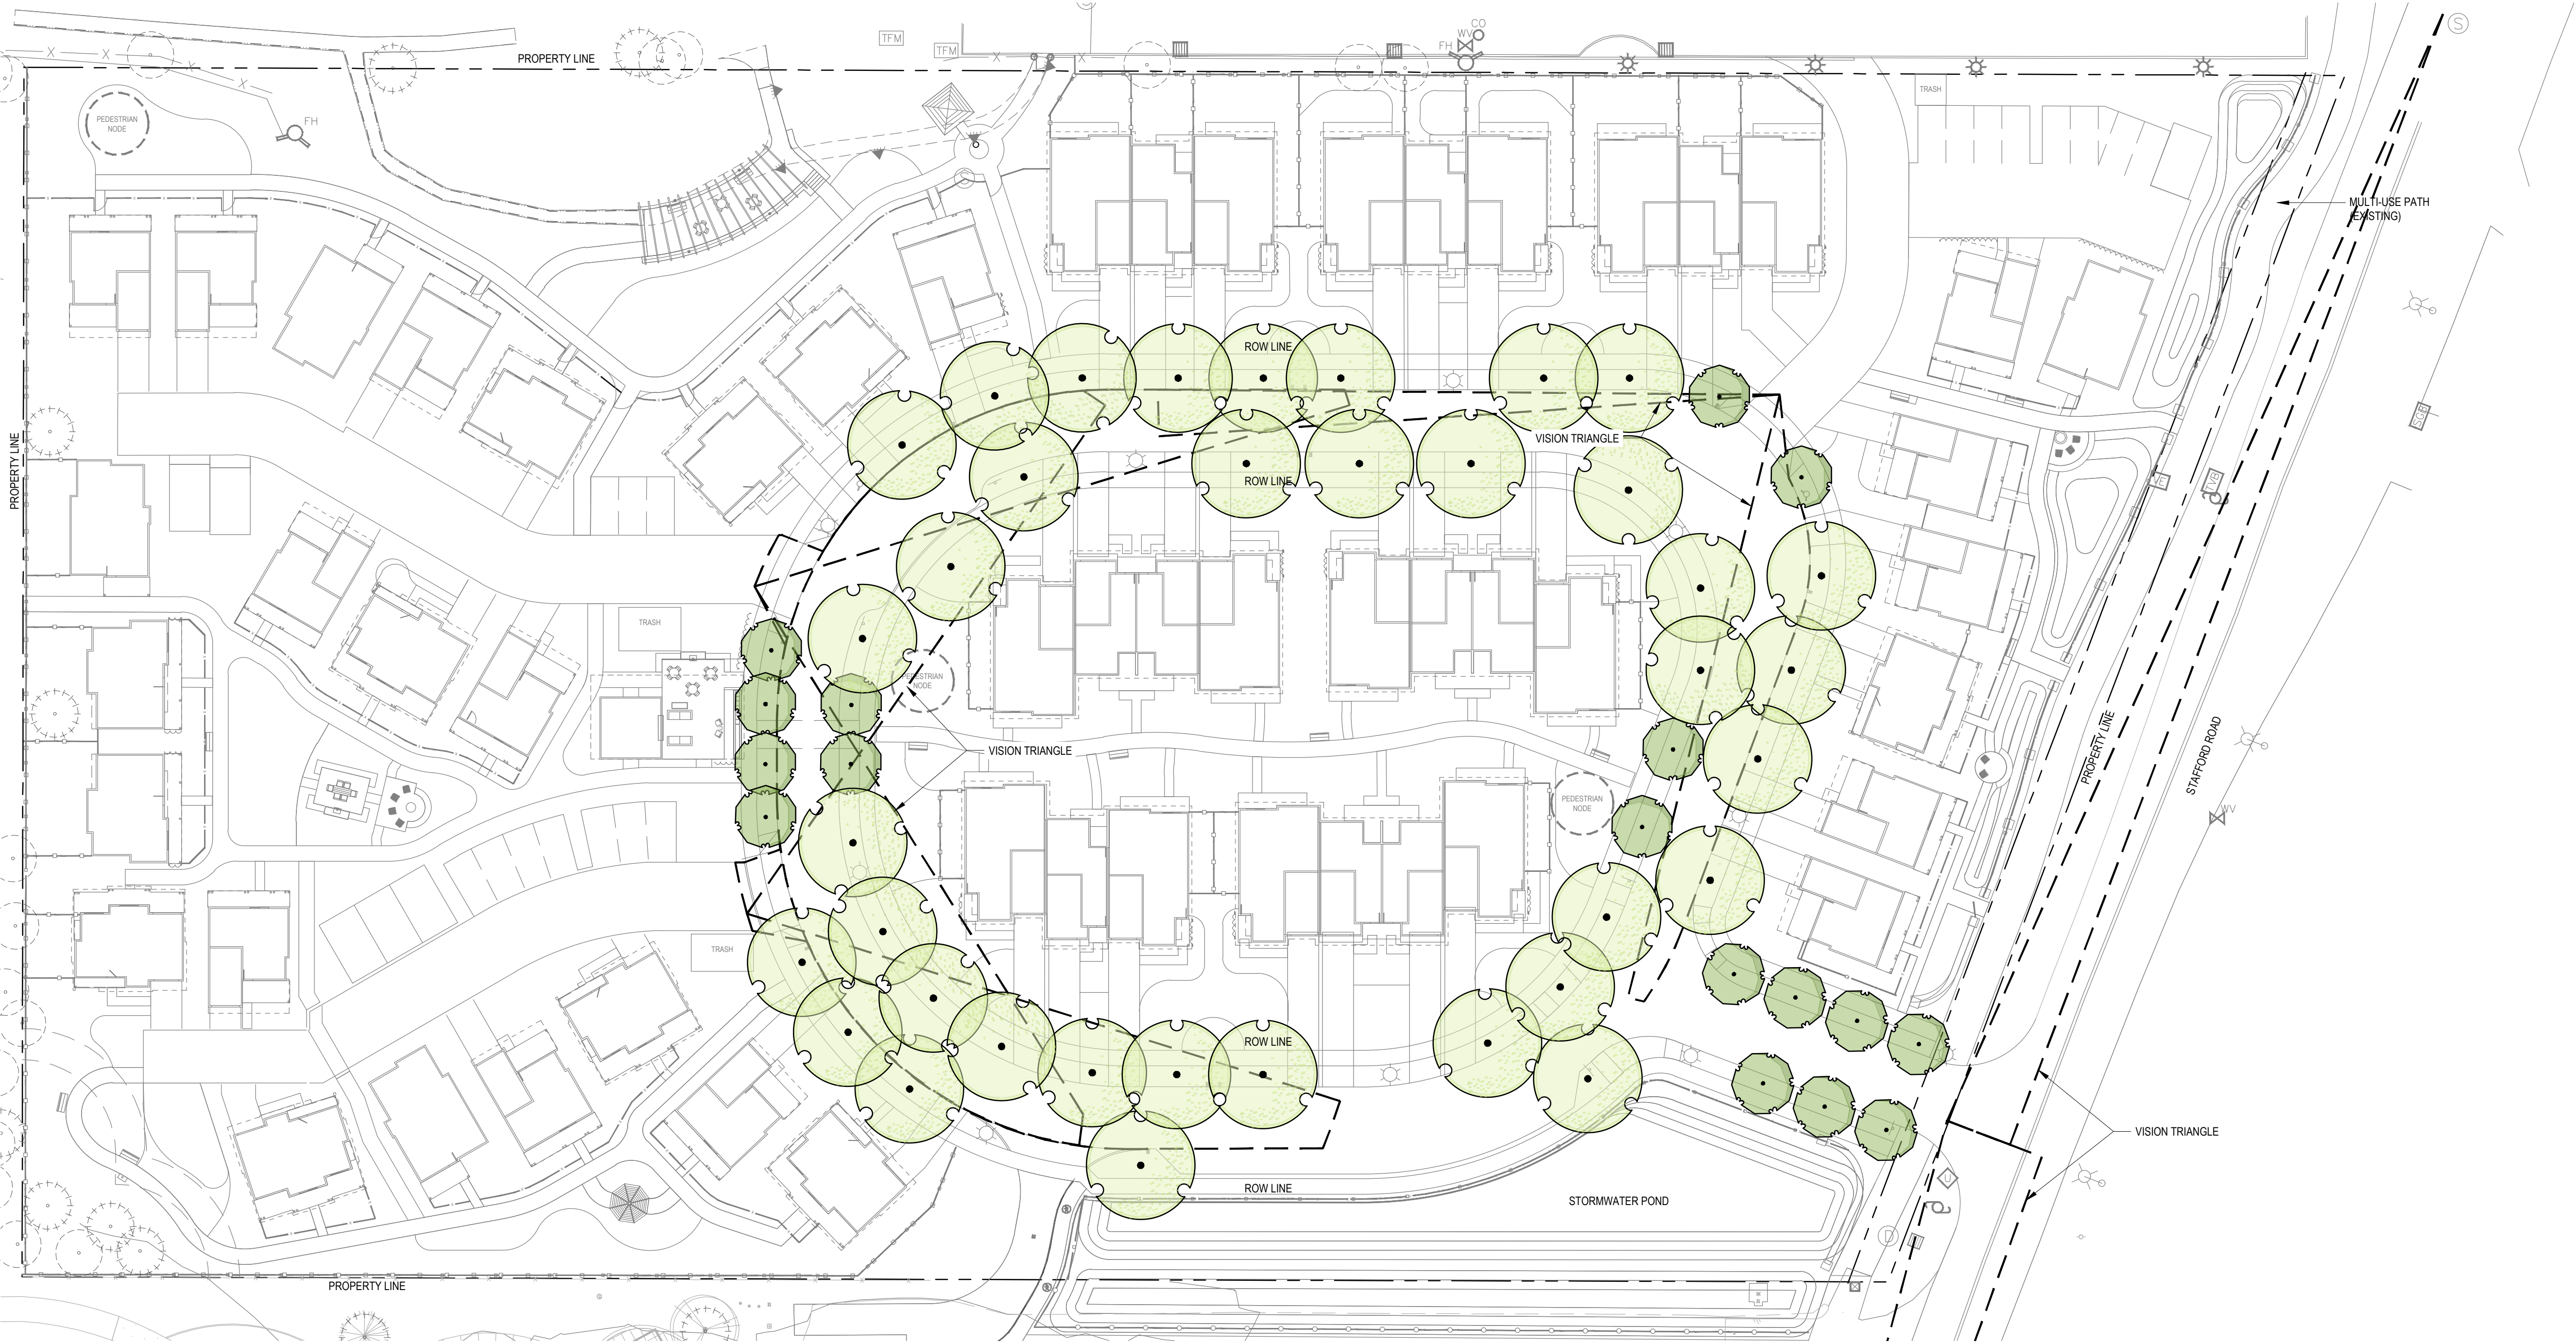 S
CO
WV
FH
TFM
TFM
PROPERTY LINE
TRASH
PEDESTRIAN
NODE
FH
MULTI-USE PATH
(EXISTING)
ROW LINE
VISION TRIANGLE
PROPERTY LINE
ROW LINE
TVB
TRASH
PEDESTRIAN
NODE
VISION TRIANGLE
PROPERTY LINE
STAFFORD ROAD
PEDESTRIAN
NODE
WV
TRASH
ROW LINE
VISION TRIANGLE
U
ROW LINE
STORMWATER POND
D
PROPERTY LINE